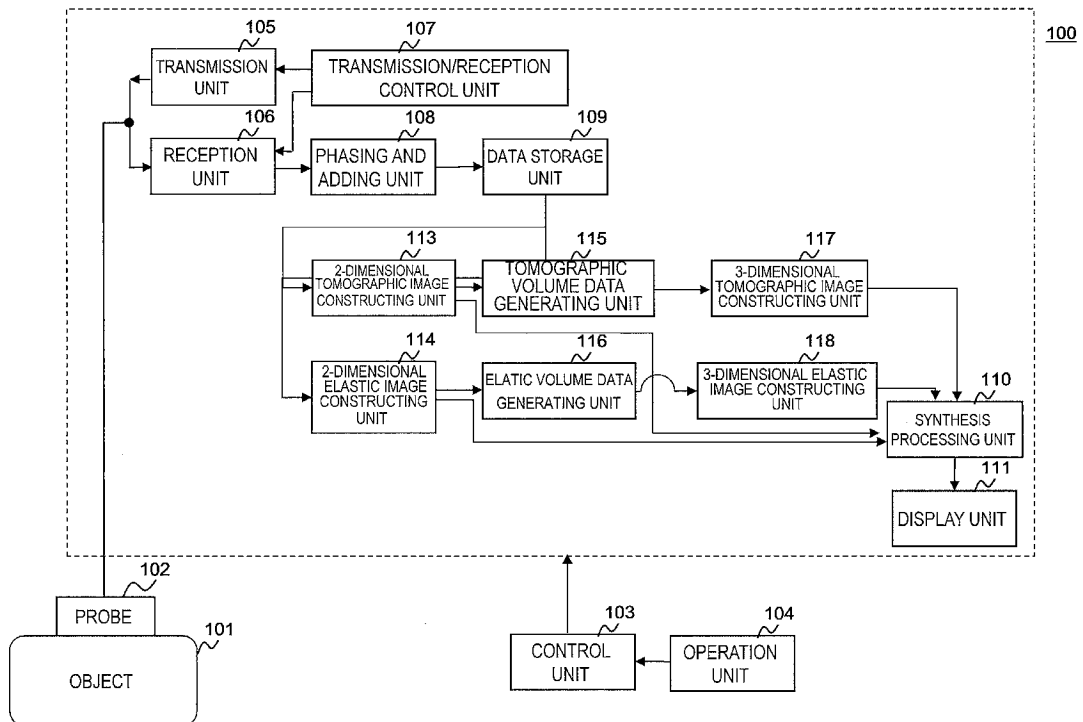 100
105
TRANSMISSION
UNIT
107
TRANSMISSION/RECEPTION
CONTROL UNIT
106
RECEPTION
UNIT
108
PHASING AND
ADDING UNIT
109
DATA STORAGE
UNIT
113
2-DIMENSIONAL
TOMOGRAPHIC IMAGE
CONSTRUCTING UNIT
115
TOMOGRAPHIC
VOLUME DATA
GENERATING UNIT
117
3-DIMENSIONAL
TOMOGRAPHIC IMAGE
CONSTRUCTING UNIT
114
2-DIMENSIONAL
ELASTIC IMAGE
CONSTRUCTING
UNIT
116
ELATIC VOLUME DATA
GENERATING UNIT
118
3-DIMENSIONAL ELASTIC
IMAGE CONSTRUCTING
UNIT
110
SYNTHESIS
PROCESSING UNIT
111
DISPLAY UNIT
102
PROBE
101
OBJECT
103
CONTROL
UNIT
104
OPERATION
UNIT